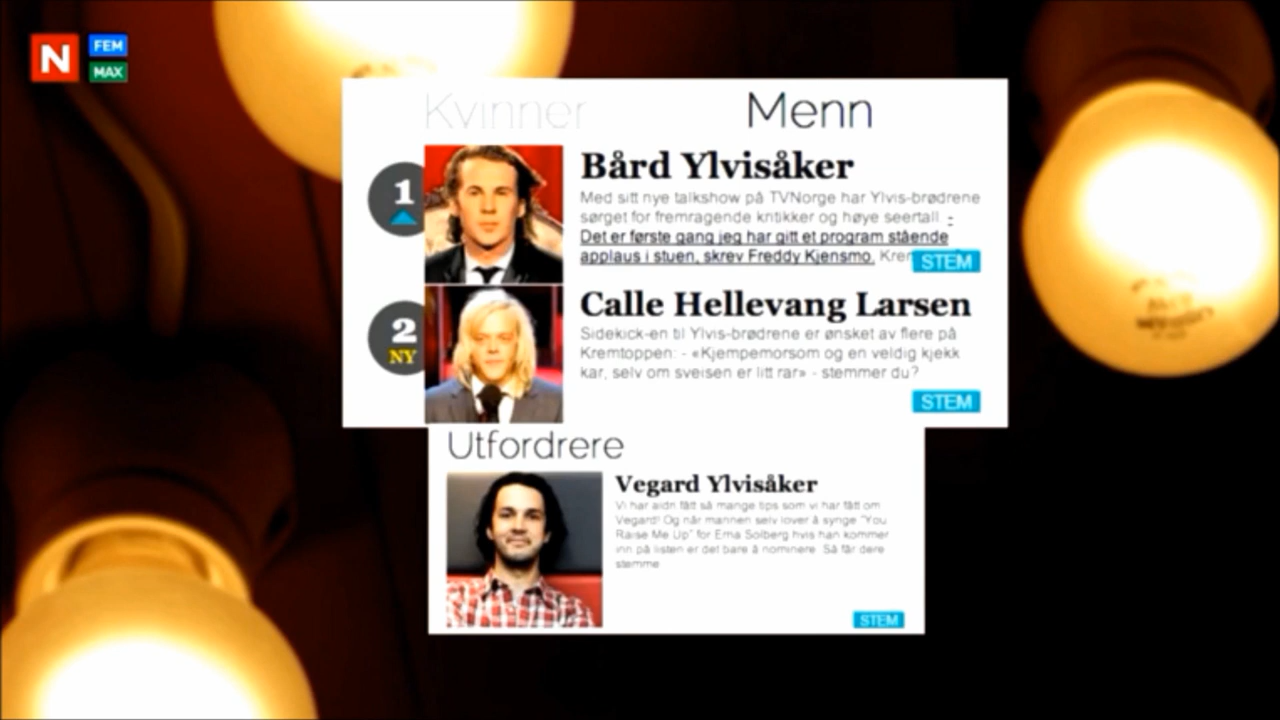 N FEM
MAX
Kvinner Menn
1
Bård Ylvisåker
Med sitt nye talkshow på TVNorge har Ylvis-brødrene
sørget for fremragende kritikker og høye seertall. -
Det er første gang jeg har gitt et program stående
applaus i stuen, skrev Freddy Kjensmo.
STEM
2
NY
Calle Hellevang Larsen
Sidekick-en til Ylvis-brødrene er ønsket av flere på
Kremtoppen: - «Kjempemorsom og en veldig kjekk
kar, selv om sveisen er litt rar» - stemmer du?
STEM
Utfordrere
Vegard Ylvisåker
Vi har aldri fått så mange tips som vi har fått om
Vegard! Og når mannen selv lover å synge "You
Raise Me Up" for Erna Solberg hvis han kommer
inn på listen er det bare å nominere. Så får dere
stemme
STEM